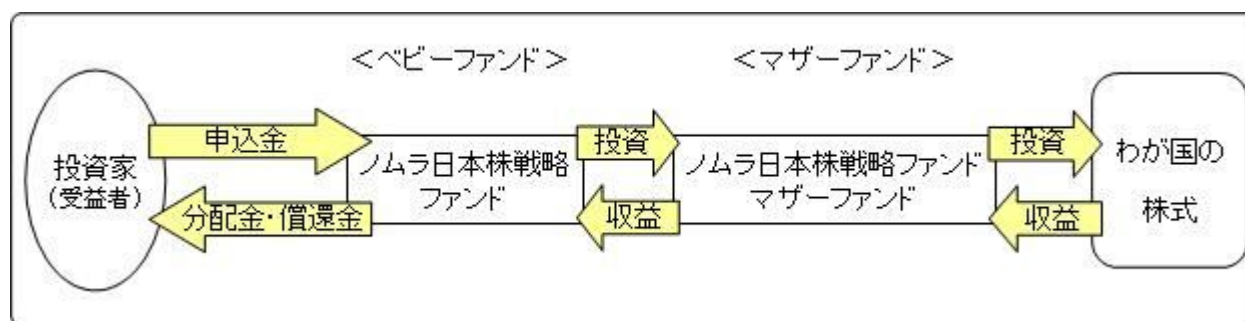 <ベビーファンド>
<マザーファンド>
投資家
(受益者)
申込金
分配金・償還金
ノムラ日本株戦略
ファンド
投資
収益
ノムラ日本株戦略ファンド
マザーファンド
投資
収益
わが国の
株式